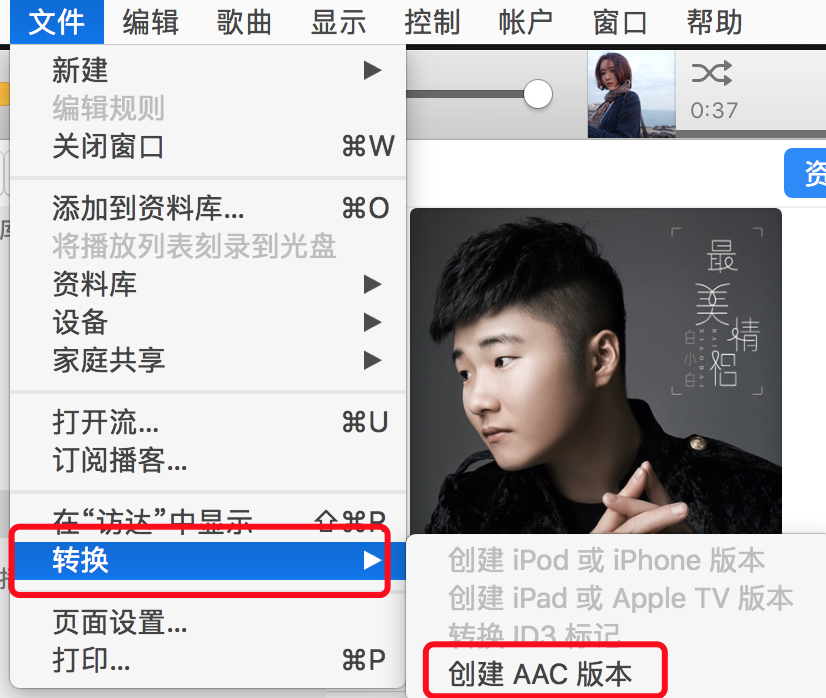 文件 编辑 歌曲 显示 控制 帐户 窗口 帮助
新建
编辑规则
关闭窗口 ⌘W
添加到资料库... ⌘O
将播放列表刻录到光盘
资料库
设备
家庭共享
打开流... ⌘U
订阅播客...
在“访达”中显示 ⇧⌘R
转换
页面设置...
打印... ⌘P
0:37
资
最美情侣
白小白
BAI XIAOBAI
创建 iPod 或 iPhone 版本
创建 iPad 或 Apple TV 版本
转换 ID3 标记
创建 AAC 版本